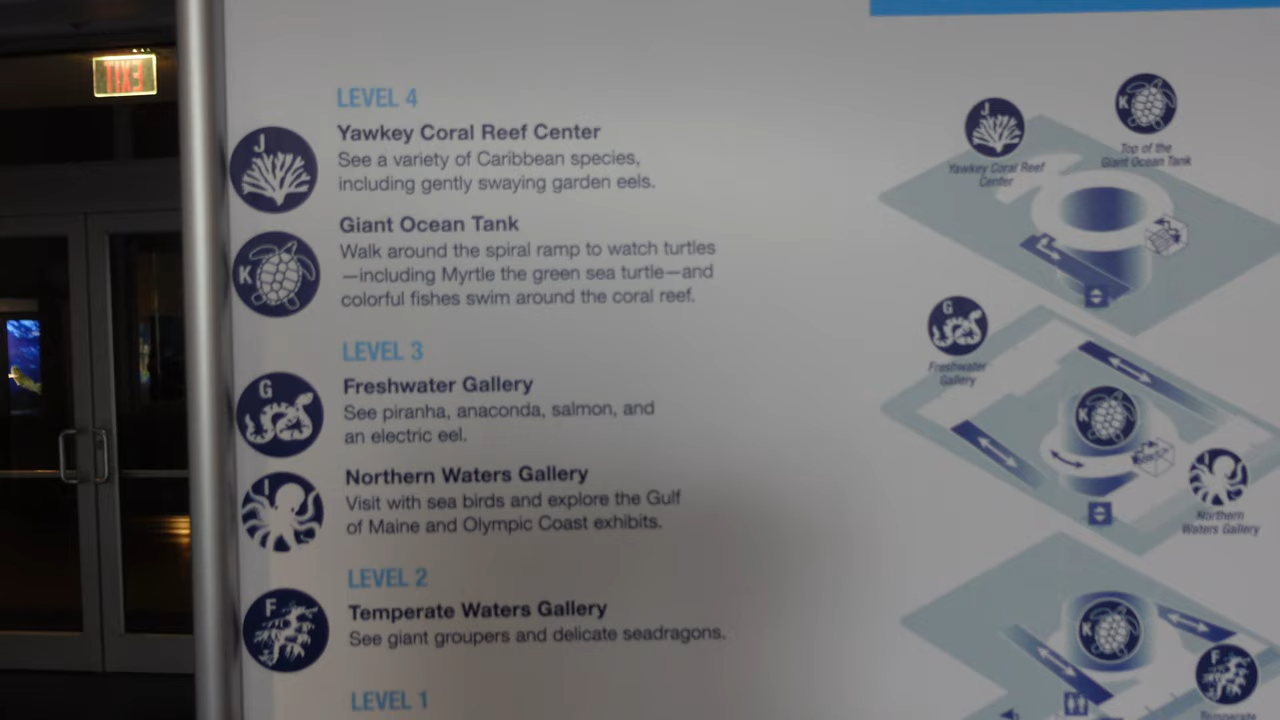 EXIT
LEVEL 4
J
Yawkey Coral Reef Center
See a variety of Caribbean species,
including gently swaying garden eels.
K
Giant Ocean Tank
Walk around the spiral ramp to watch turtles
—including Myrtle the green sea turtle—and
colorful fishes swim around the coral reef.
LEVEL 3
G
Freshwater Gallery
See piranha, anaconda, salmon, and
an electric eel.
I
Northern Waters Gallery
Visit with sea birds and explore the Gulf
of Maine and Olympic Coast exhibits.
LEVEL 2
F
Temperate Waters Gallery
See giant groupers and delicate seadragons.
LEVEL 1
J
Yawkey Coral Reef
Center
K
Top of the
Giant Ocean Tank
G
Freshwater
Gallery
K
I
Northern
Waters Gallery
K
F
Temperate